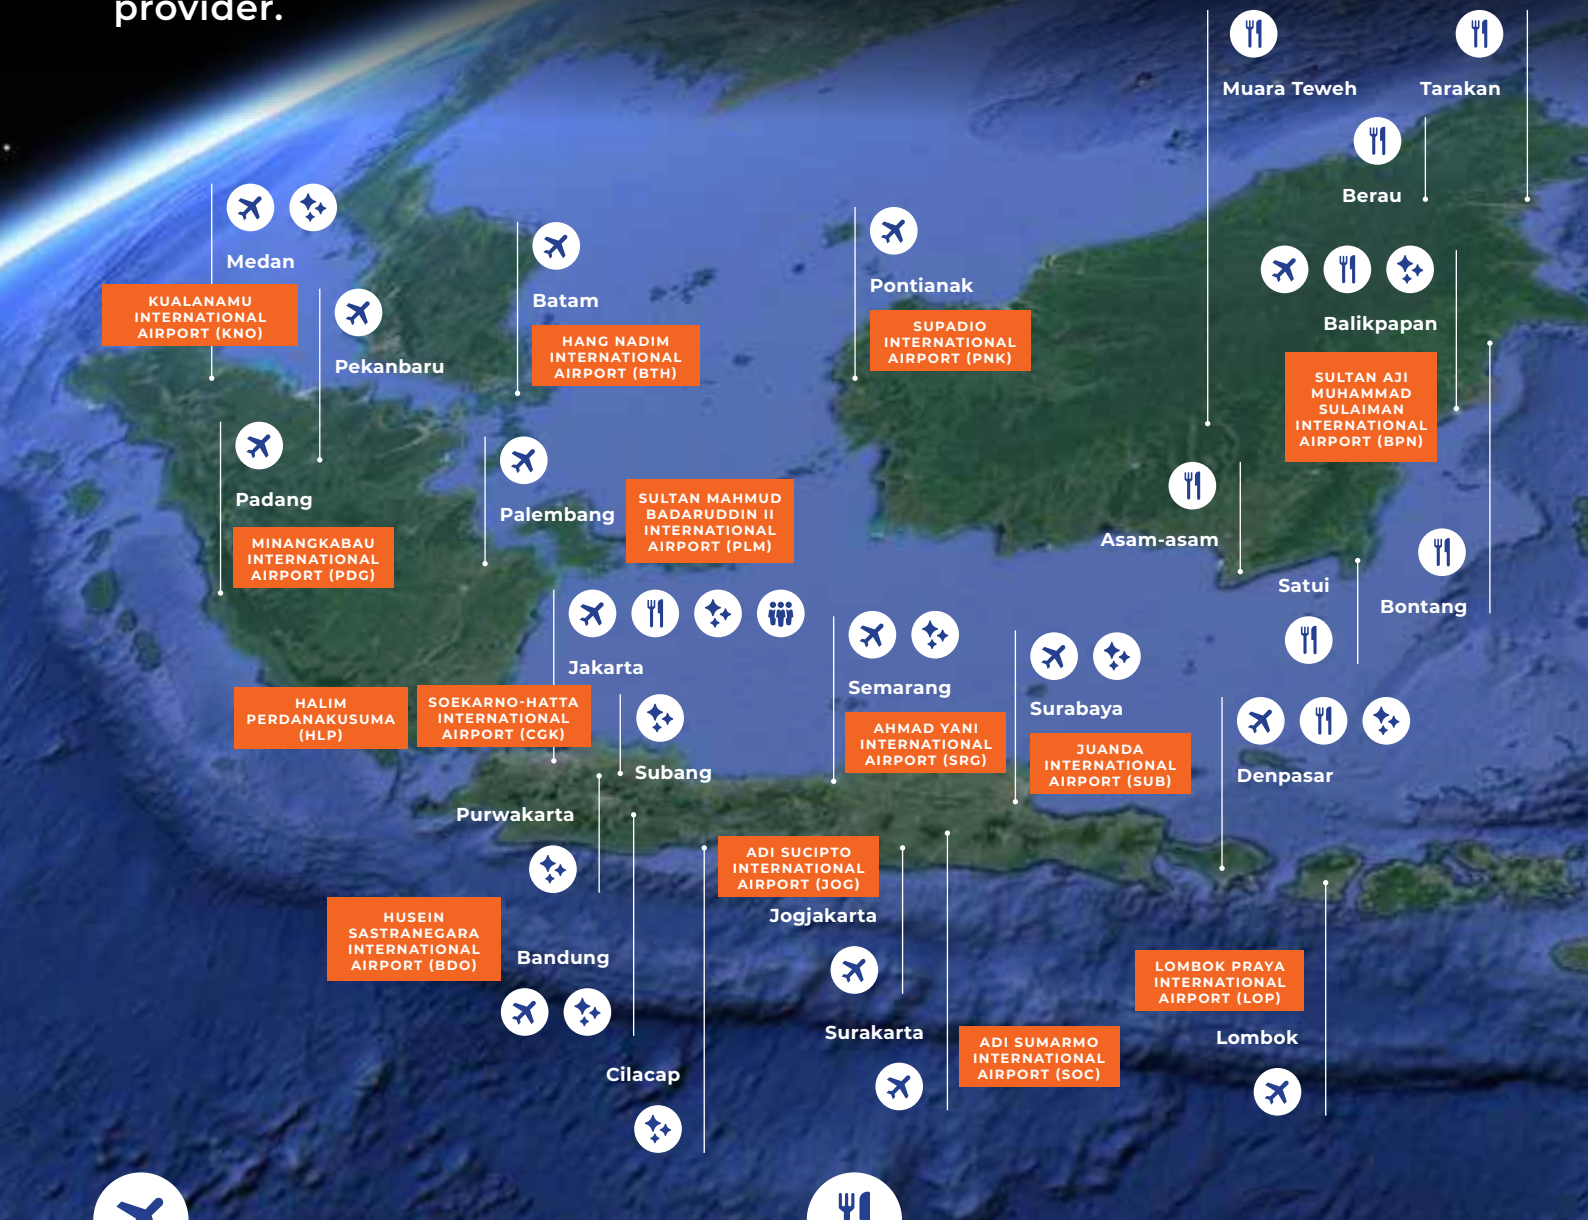 provider.
Muara Teweh
Tarakan
Berau
Medan
KUALANAMU
INTERNATIONAL
AIRPORT (KNO)
Pekanbaru
Batam
HANG NADIM
INTERNATIONAL
AIRPORT (BTH)
Pontianak
SUPADIO
INTERNATIONAL
AIRPORT (PNK)
Balikpapan
SULTAN AJI
MUHAMMAD
SULAIMAN
INTERNATIONAL
AIRPORT (BPN)
Padang
MINANGKABAU
INTERNATIONAL
AIRPORT (PDG)
Palembang
SULTAN MAHMUD
BADARUDDIN II
INTERNATIONAL
AIRPORT (PLM)
Asam-asam
Satui
Bontang
Jakarta
HALIM
PERDANAKUSUMA
(HLP)
SOEKARNO-HATTA
INTERNATIONAL
AIRPORT (CGK)
Subang
Semarang
AHMAD YANI
INTERNATIONAL
AIRPORT (SRG)
Surabaya
JUANDA
INTERNATIONAL
AIRPORT (SUB)
Denpasar
Purwakarta
HUSEIN
SASTRANEGARA
INTERNATIONAL
AIRPORT (BDO)
Bandung
ADI SUCIPTO
INTERNATIONAL
AIRPORT (JOG)
Jogjakarta
Cilacap
Surakarta
ADI SUMARMO
INTERNATIONAL
AIRPORT (SOC)
LOMBOK PRAYA
INTERNATIONAL
AIRPORT (LOP)
Lombok